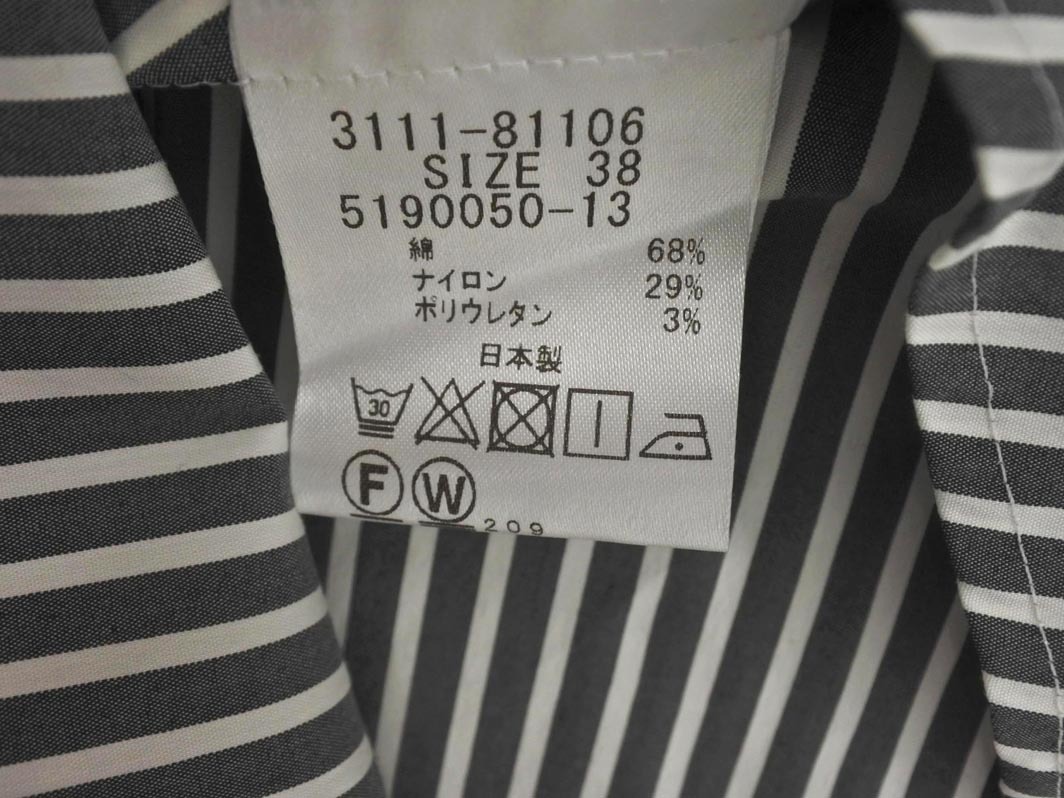 3111-81106
SIZE 38
5190050-13
綿 68%
ナイロン 29%
ポリウレタン 3%
日本製
30
F W 209